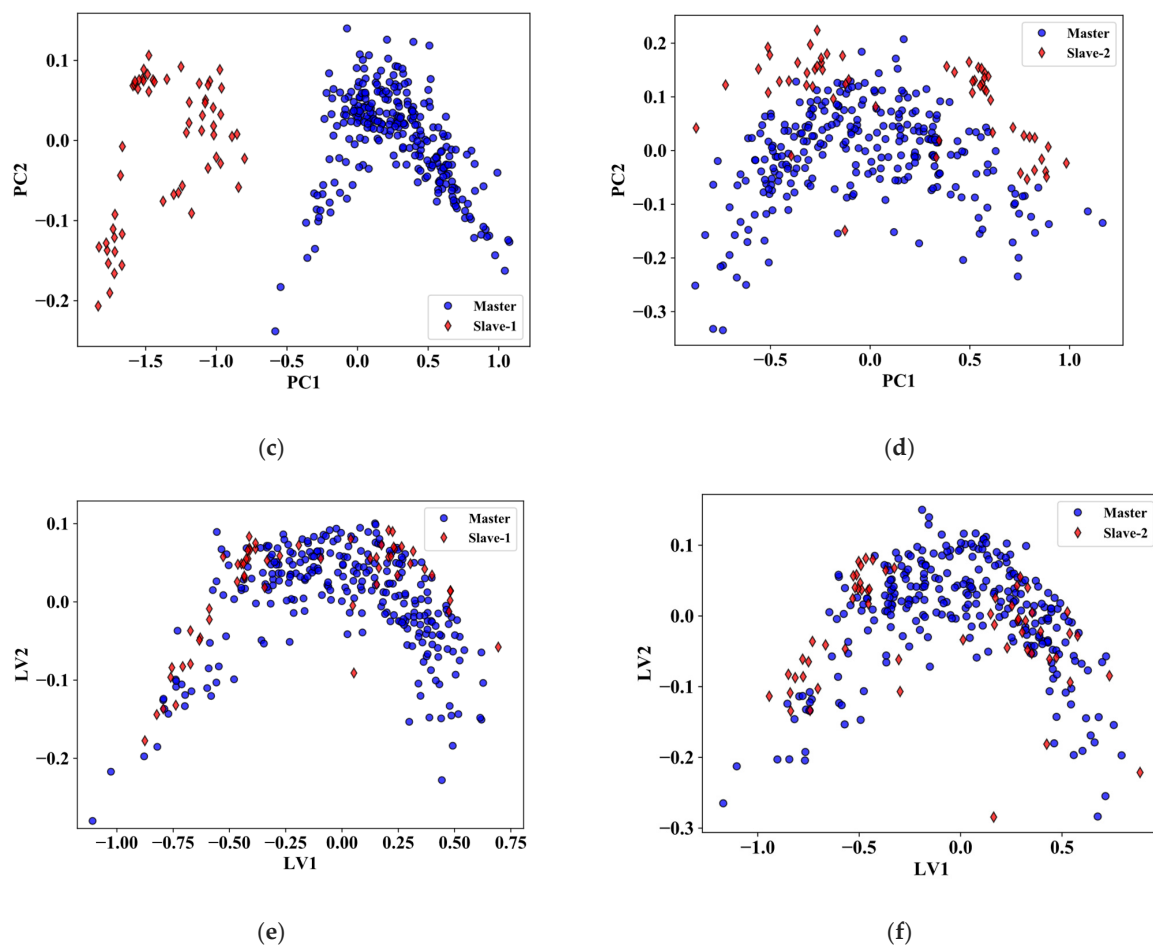 0.1
0.0
−0.1
−0.2
PC2
Master
Slave-1
−1.5 −1.0 −0.5 0.0 0.5 1.0
PC1
(c)
0.2
0.1
0.0
−0.1
−0.2
−0.3
PC2
Master
Slave-2
−0.5 0.0 0.5 1.0
PC1
(d)
0.1
0.0
−0.1
−0.2
LV2
Master
Slave-1
−1.00 −0.75 −0.50 −0.25 0.00 0.25 0.50 0.75
LV1
(e)
0.1
0.0
−0.1
−0.2
−0.3
LV2
Master
Slave-2
−1.0 −0.5 0.0 0.5
LV1
(f)